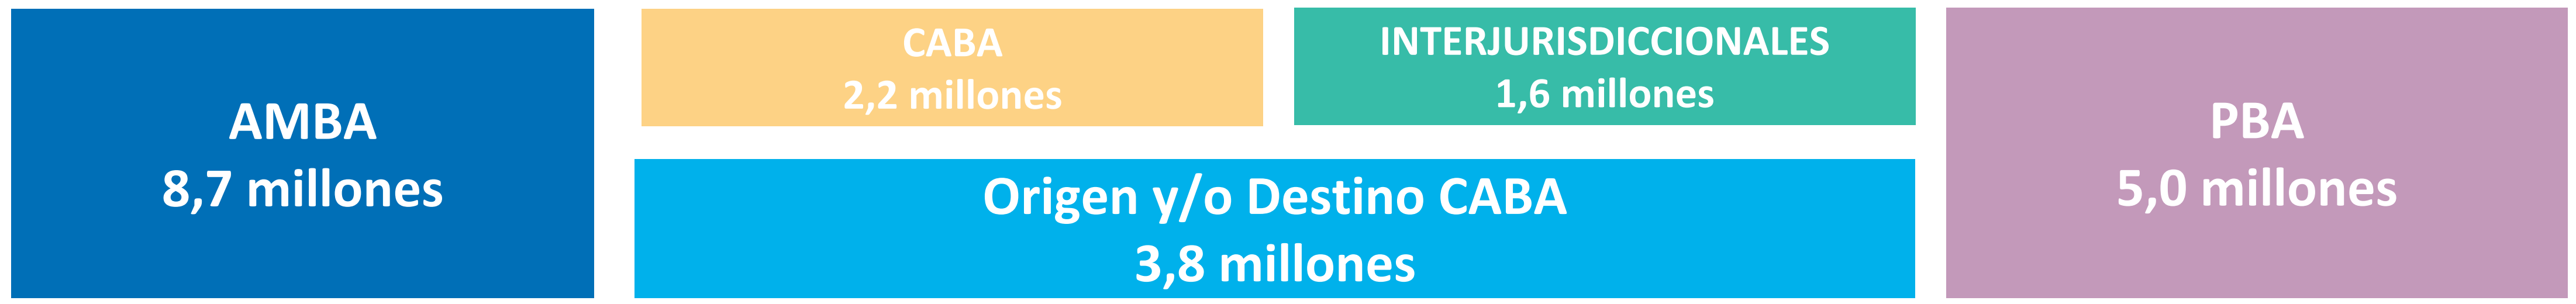 AMBA
8,7 millones
CABA
2,2 millones
INTERJURISDICCIONALES
1,6 millones
Origen y/o Destino CABA
3,8 millones
PBA
5,0 millones